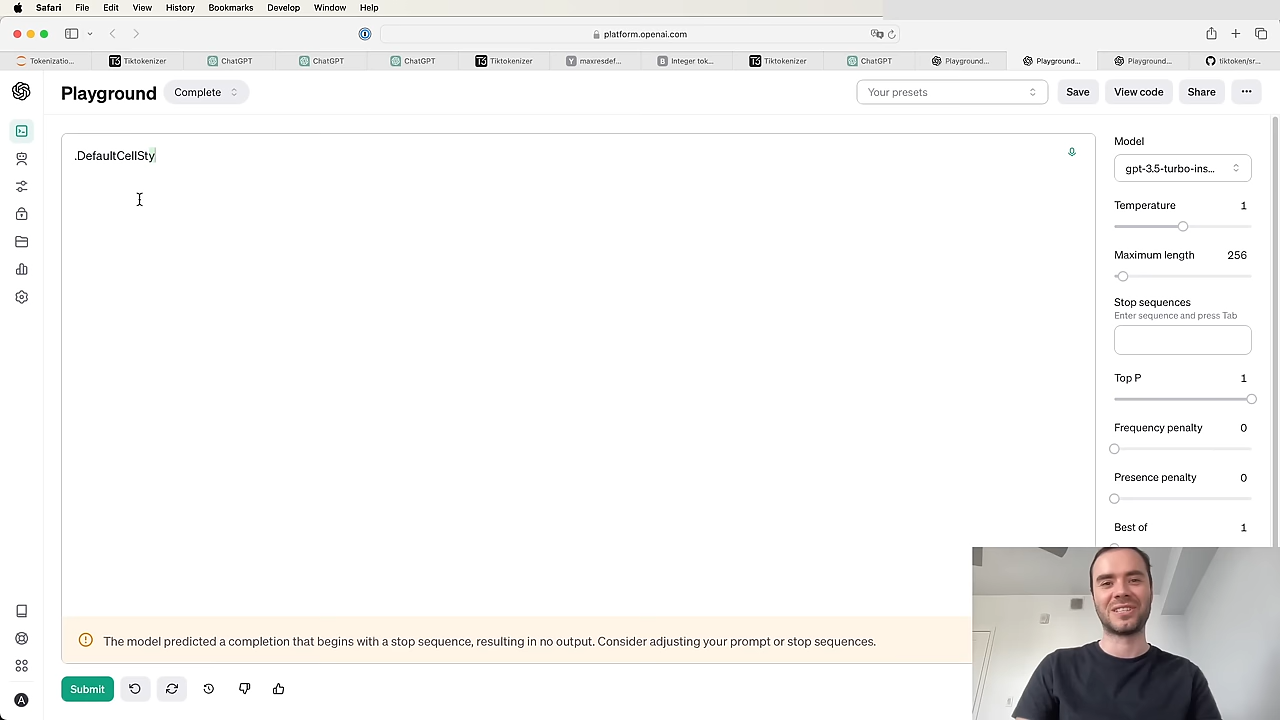 Safari File Edit View History Bookmarks Develop Window Help
platform.openai.com
Tokenizatio... Tiktokenizer ChatGPT ChatGPT ChatGPT Tiktokenizer maxresdef... Integer tok... Tiktokenizer ChatGPT Playground... Playground... Playground... tiktoken/sr...
Playground Complete Your presets Save View code Share
.DefaultCellSty
Model
gpt-3.5-turbo-ins...
Temperature 1
Maximum length 256
Stop sequences
Enter sequence and press Tab
Top P 1
Frequency penalty 0
Presence penalty 0
Best of 1
The model predicted a completion that begins with a stop sequence, resulting in no output. Consider adjusting your prompt or stop sequences.
Submit
A